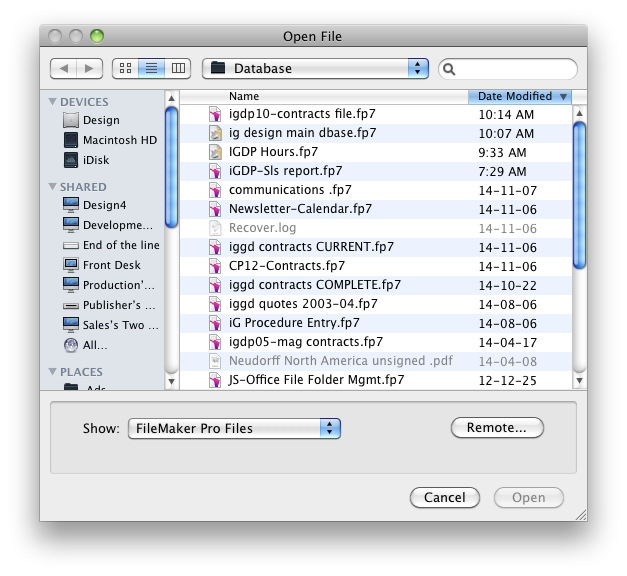 Open File
Database
Name Date Modified
DEVICES
Design
Macintosh HD
iDisk
SHARED
Design4
Developme...
End of the line
Front Desk
Production'...
Publisher's ...
Sales's Two ...
All...
PLACES
Ads
igdp10-contracts file.fp7 10:14 AM
ig design main dbase.fp7 10:07 AM
IGDP Hours.fp7 9:33 AM
iGDP-Sls report.fp7 7:29 AM
communications .fp7 14-11-07
Newsletter-Calendar.fp7 14-11-06
Recover.log 14-11-06
iggd contracts CURRENT.fp7 14-11-06
CP12-Contracts.fp7 14-11-06
iggd contracts COMPLETE.fp7 14-10-22
iggd quotes 2003-04.fp7 14-08-06
iG Procedure Entry.fp7 14-08-06
igdp05-mag contracts.fp7 14-04-17
Neudorff North America unsigned .pdf 14-04-08
JS-Office File Folder Mgmt.fp7 12-12-25
Show: FileMaker Pro Files Remote...
Cancel Open